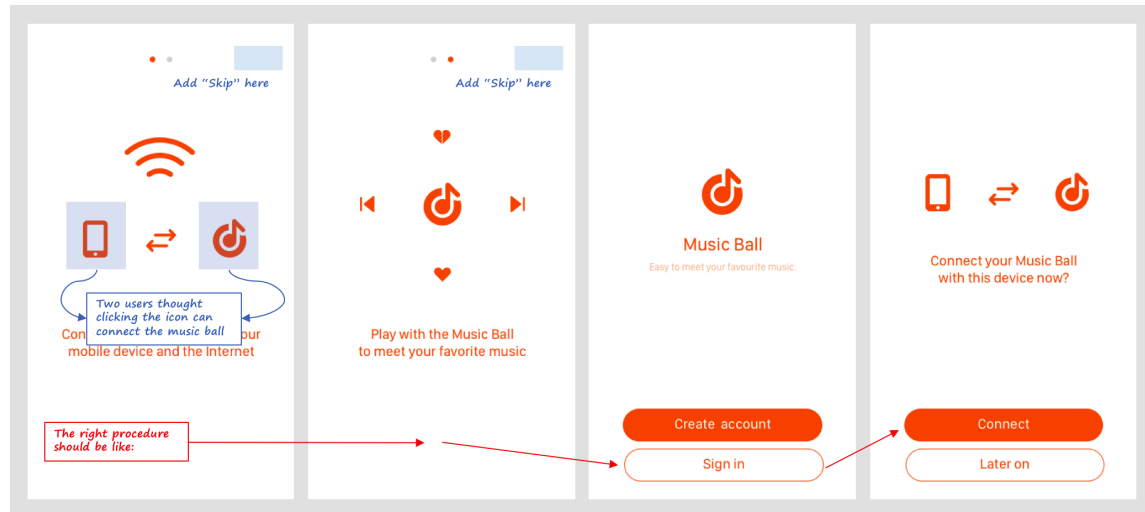 Add “Skip” here
Two users thought
clicking the icon can
connect the music ball
Con our
mobile device and the Internet
The right procedure
should be like:
Add “Skip” here
Play with the Music Ball
to meet your favorite music
Music Ball
Easy to meet your favourite music.
Create account
Sign in
Connect your Music Ball
with this device now?
Connect
Later on